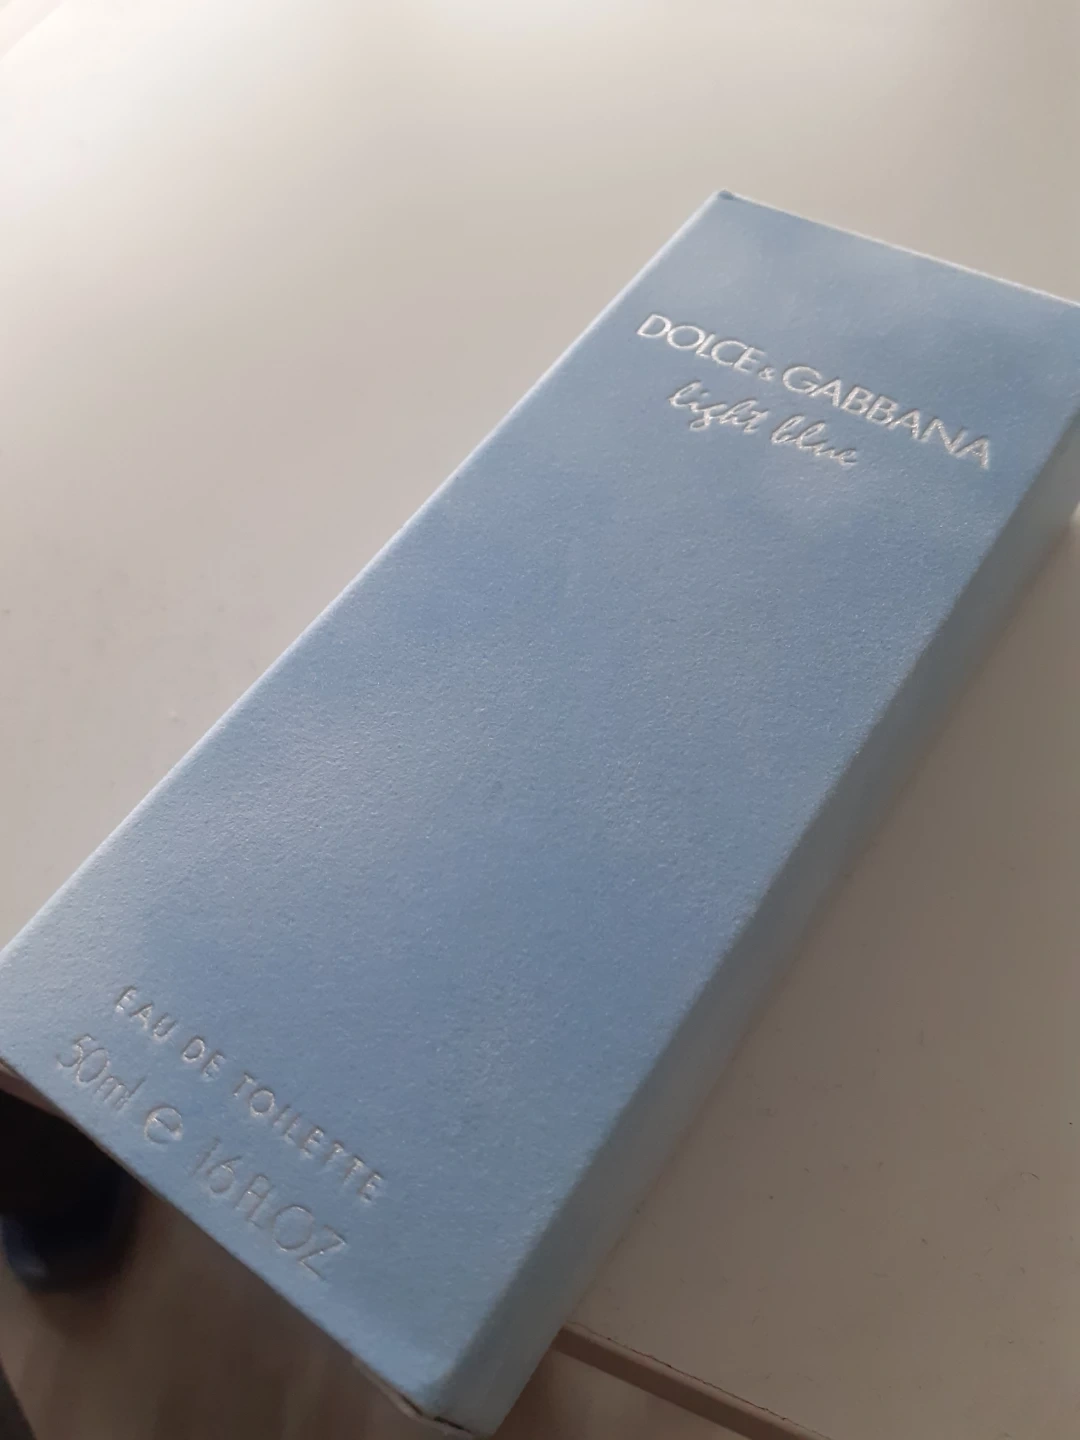 DOLCE & GABBANA
light blue
EAU DE TOILETTE
50ml e 1.6 FL.OZ